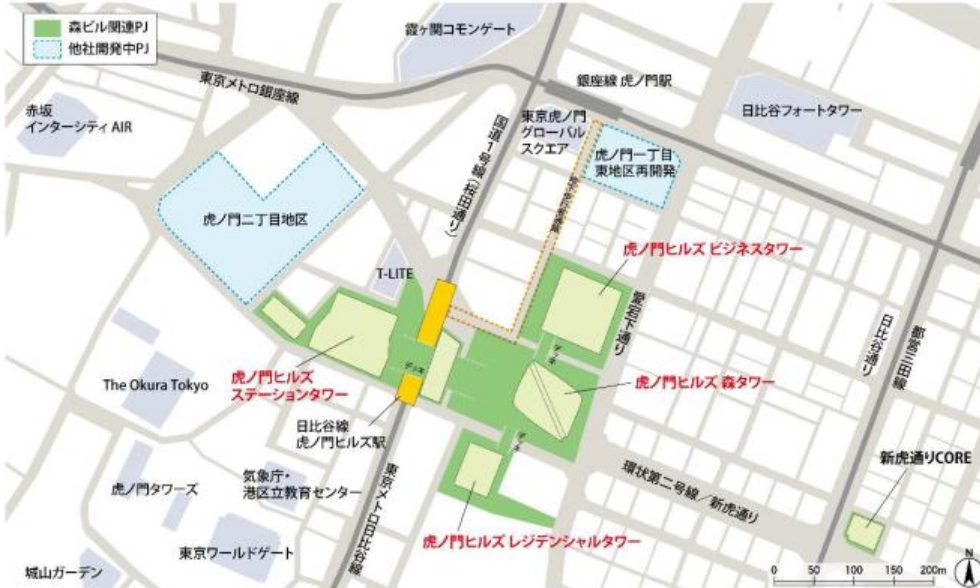 森ビル関連PJ
他社開発中PJ
霞ヶ関コモンゲート
東京メトロ銀座線
銀座線 虎ノ門駅
赤坂
インターシティ AIR
国道1号線(桜田通り)
東京虎ノ門
グローバル
スクエア
日比谷フォートタワー
虎ノ門一丁目
東地区再開発
虎ノ門二丁目地区
虎ノ門ヒルズ ビジネスタワー
T-LITE
愛宕下通り
日比谷通り
都営三田線
デッキ
デッキ
虎ノ門ヒルズ
ステーションタワー
虎ノ門ヒルズ 森タワー
The Okura Tokyo
日比谷線
虎ノ門ヒルズ駅
デッキ
新虎通りCORE
環状第二号線/新虎通り
気象庁・
港区立教育センター
虎ノ門タワーズ
東京メトロ日比谷線
虎ノ門ヒルズ レジデンシャルタワー
東京ワールドゲート
城山ガーデン
N
0 50 100 150 200m